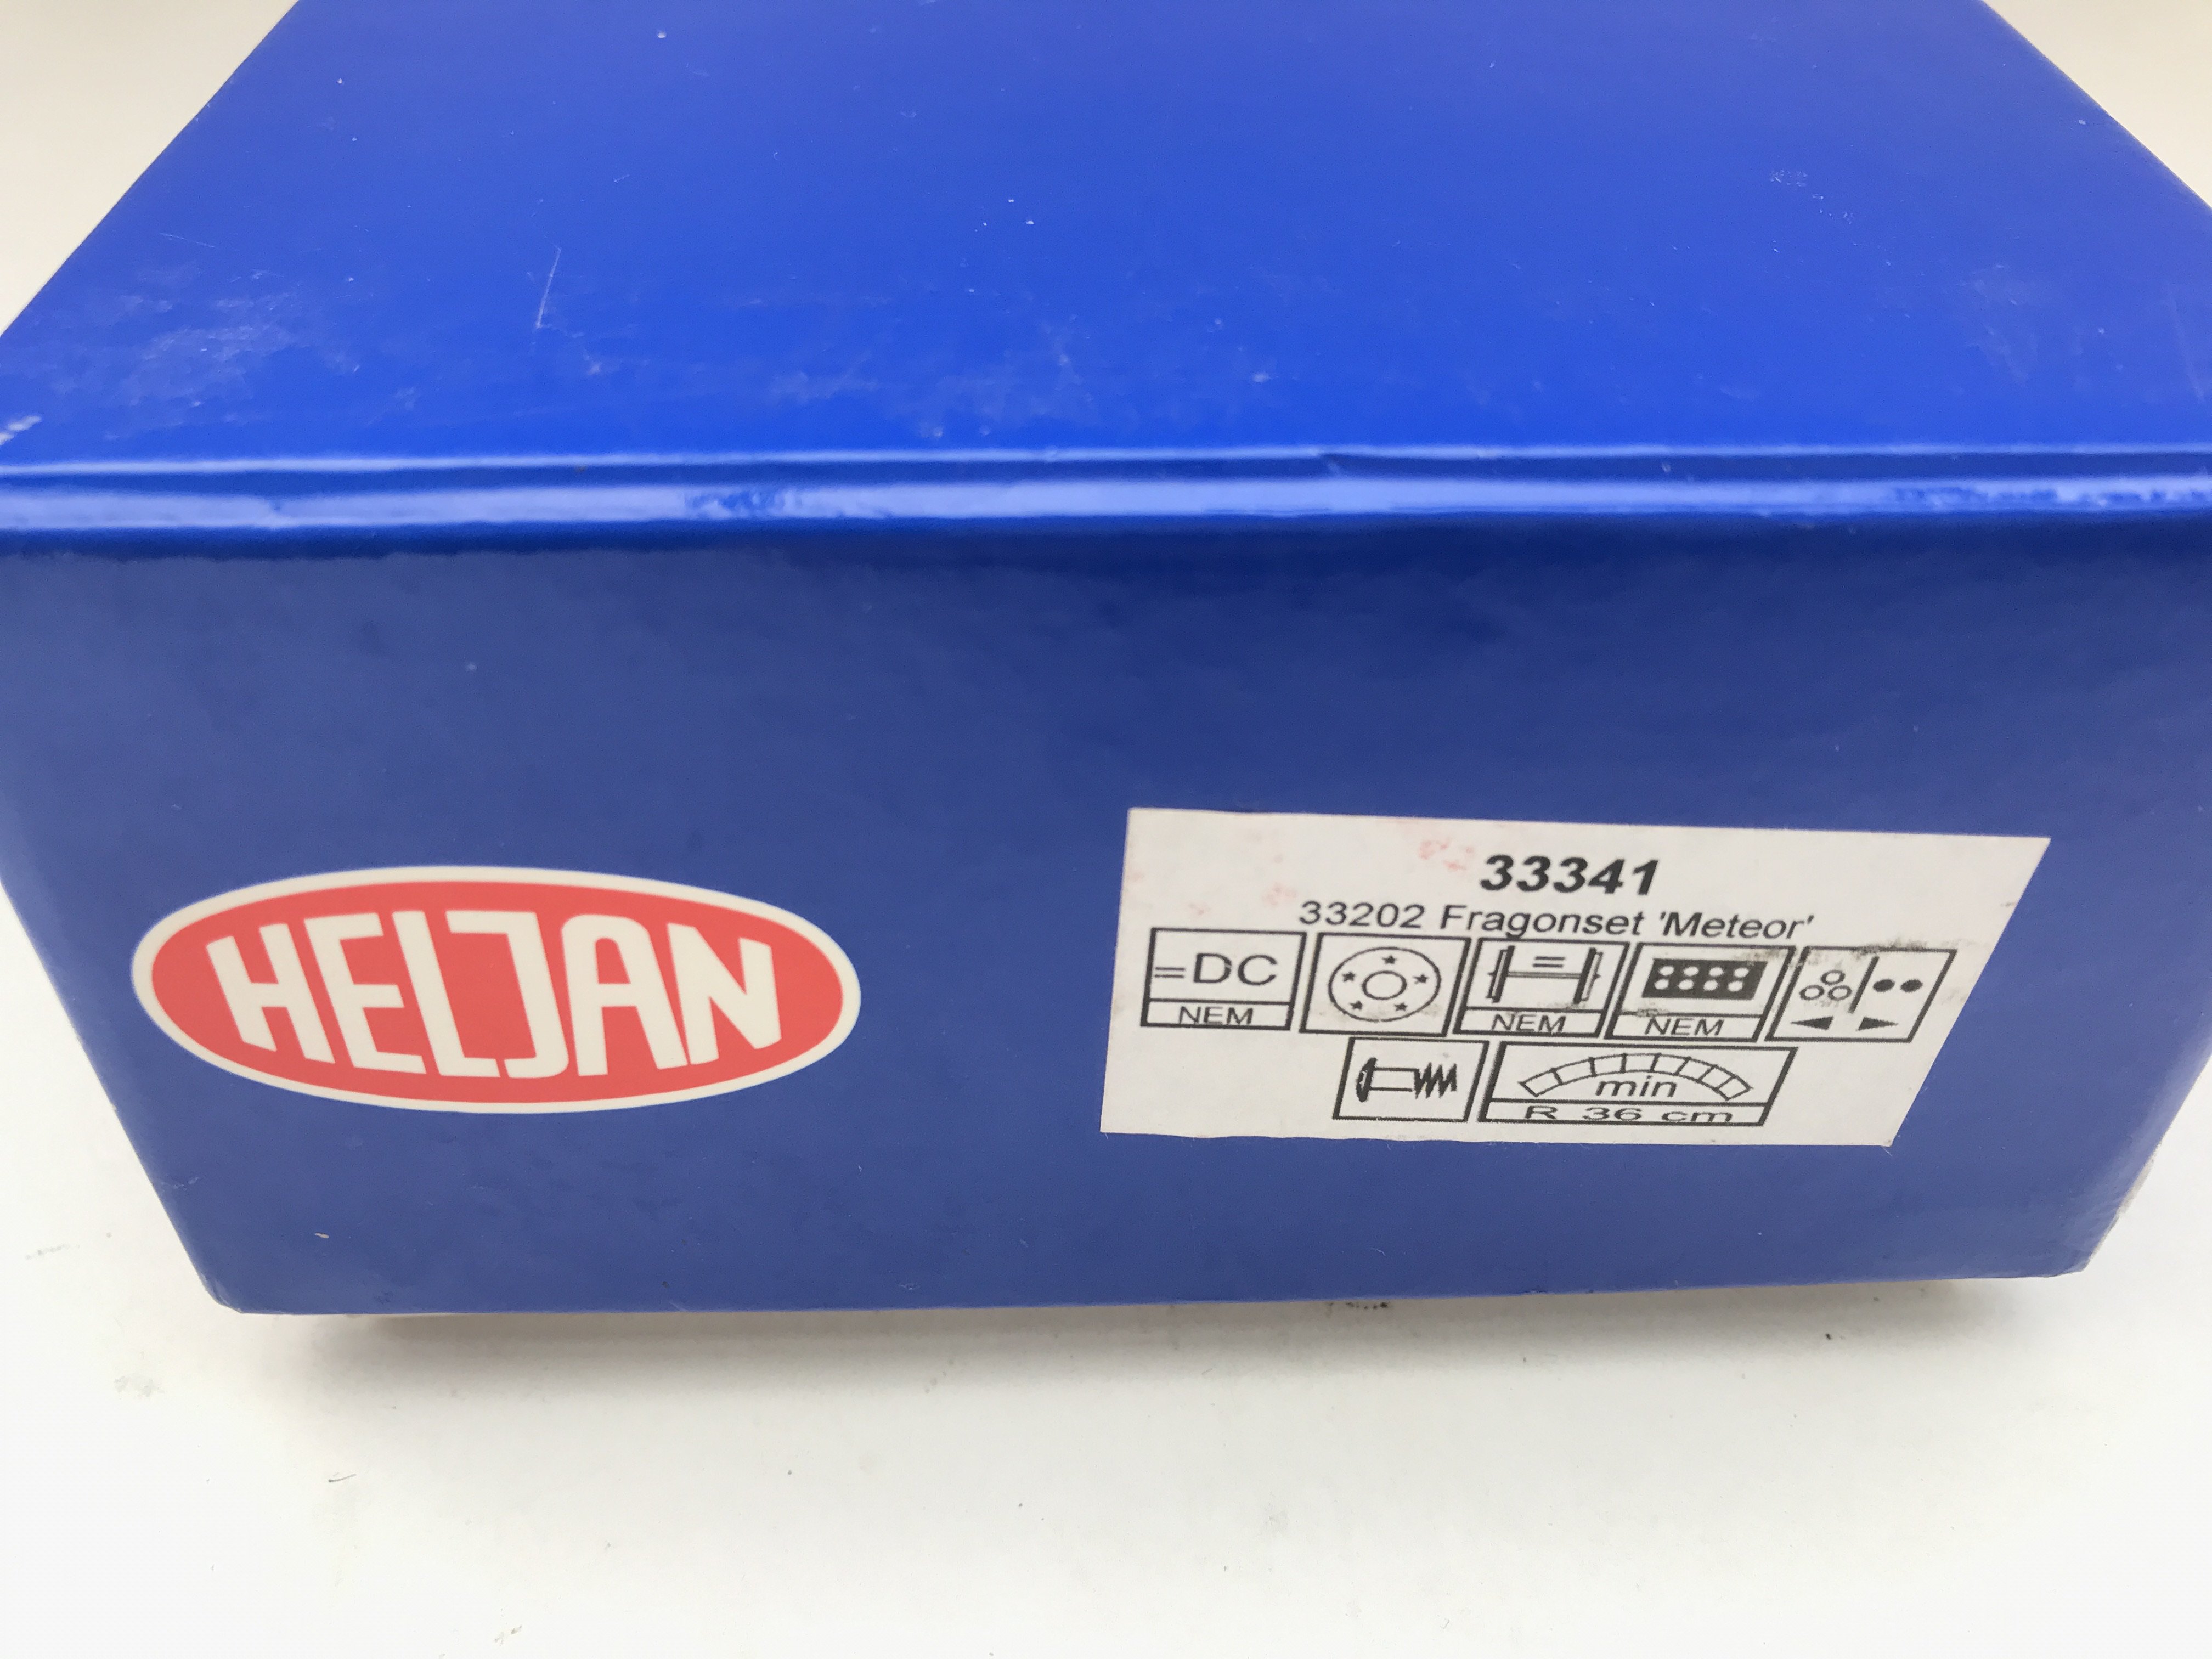 HELJAN
33341
33202 Fragonset 'Meteor'
=DC
NEM
NEM
NEM
min
R 36 cm